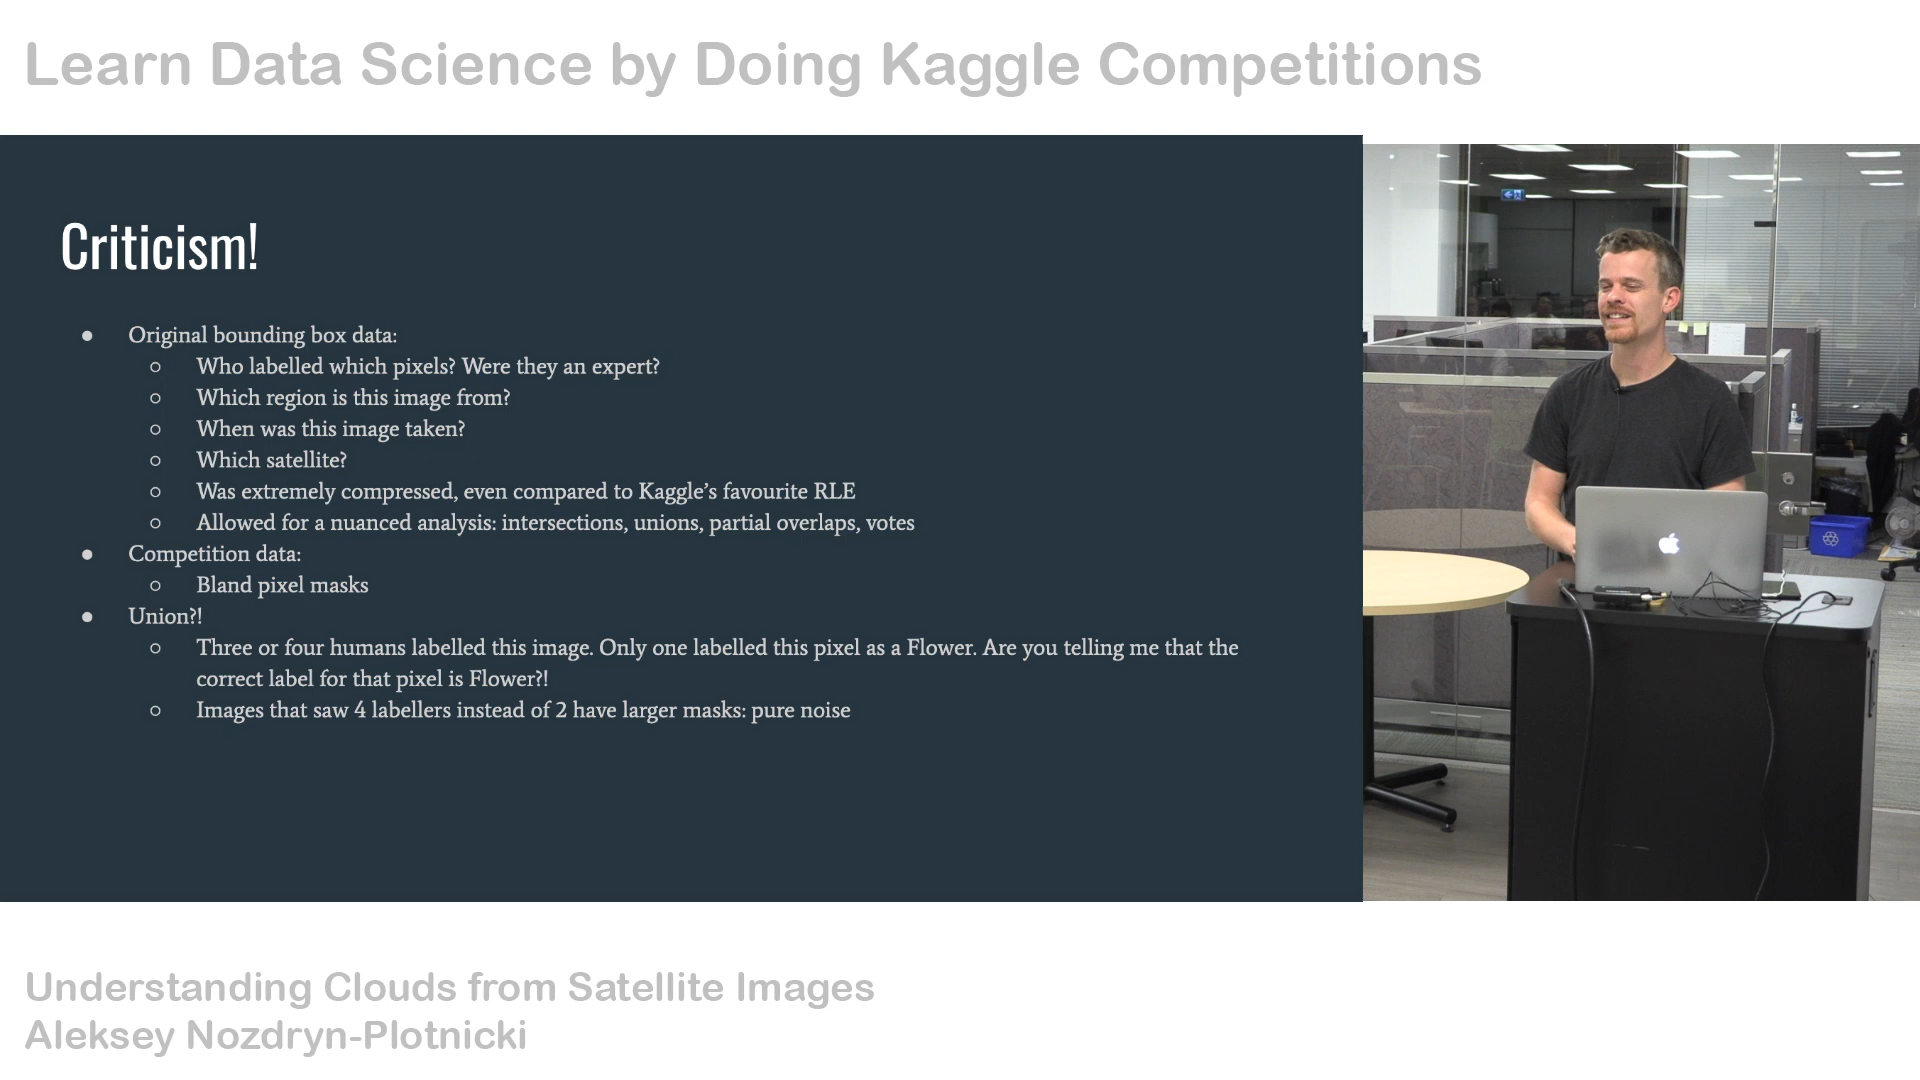 Learn Data Science by Doing Kaggle Competitions
Criticism!
● Original bounding box data:
○ Who labelled which pixels? Were they an expert?
○ Which region is this image from?
○ When was this image taken?
○ Which satellite?
○ Was extremely compressed, even compared to Kaggle’s favourite RLE
○ Allowed for a nuanced analysis: intersections, unions, partial overlaps, votes
● Competition data:
○ Bland pixel masks
● Union?!
○ Three or four humans labelled this image. Only one labelled this pixel as a Flower. Are you telling me that the
correct label for that pixel is Flower?!
○ Images that saw 4 labellers instead of 2 have larger masks: pure noise
Understanding Clouds from Satellite Images
Aleksey Nozdryn-Plotnicki